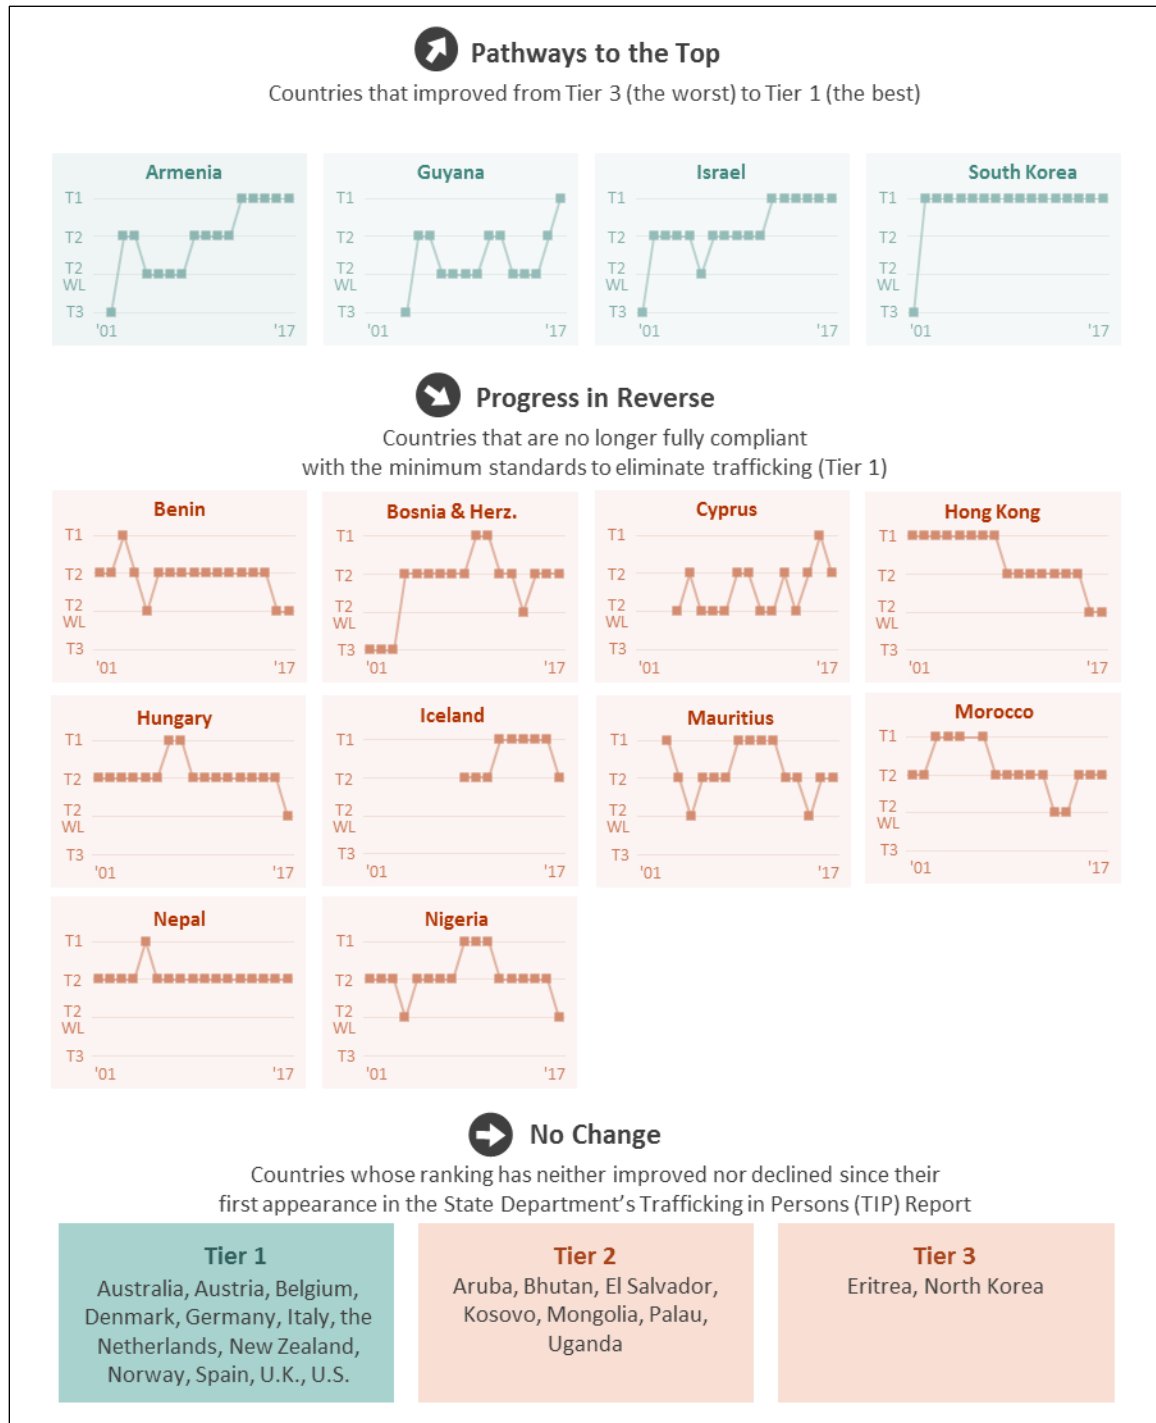 Pathways to the Top
Countries that improved from Tier 3 (the worst) to Tier 1 (the best)
Armenia
T1
T2
T2
WL
T3
'01
'17
Guyana
T1
T2
T2
WL
T3
'01
'17
Israel
T1
T2
T2
WL
T3
'01
'17
South Korea
T1
T2
T2
WL
T3
'01
'17
Progress in Reverse
Countries that are no longer fully compliant
with the minimum standards to eliminate trafficking (Tier 1)
Benin
T1
T2
T2
WL
T3
'01
'17
Bosnia & Herz.
T1
T2
T2
WL
T3
'01
'17
Cyprus
T1
T2
T2
WL
T3
'01
'17
Hong Kong
T1
T2
T2
WL
T3
'01
'17
Hungary
T1
T2
T2
WL
T3
'01
'17
Iceland
T1
T2
T2
WL
T3
'01
'17
Mauritius
T1
T2
T2
WL
T3
'01
'17
Morocco
T1
T2
T2
WL
T3
'01
'17
Nepal
T1
T2
T2
WL
T3
'01
'17
Nigeria
T1
T2
T2
WL
T3
'01
'17
No Change
Countries whose ranking has neither improved nor declined since their
first appearance in the State Department's Trafficking in Persons (TIP) Report
Tier 1
Australia, Austria, Belgium,
Denmark, Germany, Italy, the
Netherlands, New Zealand,
Norway, Spain, U.K., U.S.
Tier 2
Aruba, Bhutan, El Salvador,
Kosovo, Mongolia, Palau,
Uganda
Tier 3
Eritrea, North Korea